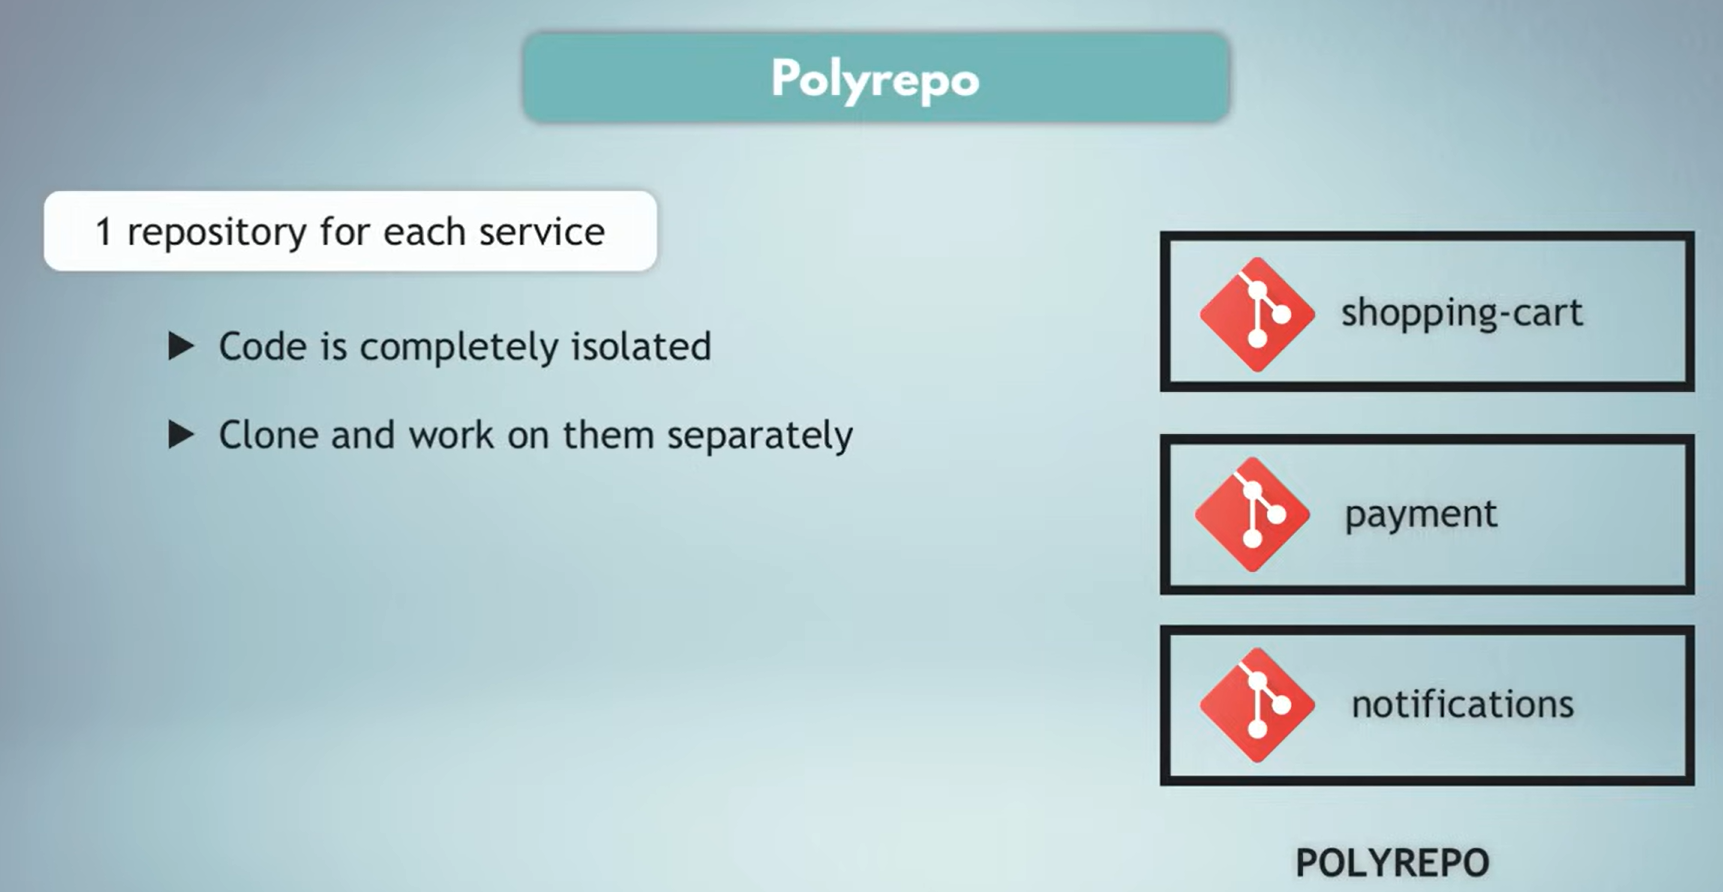 Polyrepo
1 repository for each service
Code is completely isolated
Clone and work on them separately
shopping-cart
payment
notifications
POLYREPO